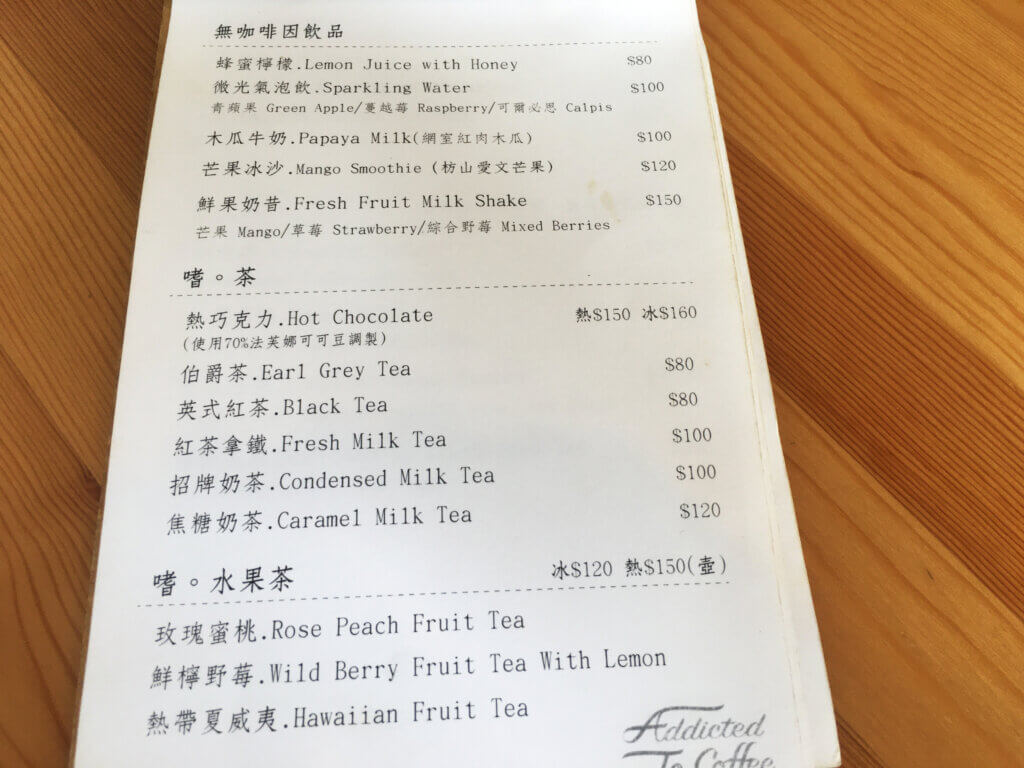 無咖啡因飲品
蜂蜜檸檬.Lemon Juice with Honey $80
微光氣泡飲.Sparkling Water $100
青蘋果 Green Apple/蔓越莓 Raspberry/可爾必思 Calpis
木瓜牛奶.Papaya Milk(網室紅肉木瓜) $100
芒果冰沙.Mango Smoothie (枋山愛文芒果) $120
鮮果奶昔.Fresh Fruit Milk Shake $150
芒果 Mango/草莓 Strawberry/綜合野莓 Mixed Berries
嗜。茶
熱巧克力.Hot Chocolate 熱$150 冰$160
(使用70%法芙娜可可豆調製)
伯爵茶.Earl Grey Tea $80
英式紅茶.Black Tea $80
紅茶拿鐵.Fresh Milk Tea $100
招牌奶茶.Condensed Milk Tea $100
焦糖奶茶.Caramel Milk Tea $120
嗜。水果茶 冰$120 熱$150(壺)
玫瑰蜜桃.Rose Peach Fruit Tea
鮮檸野莓.Wild Berry Fruit Tea With Lemon
熱帶夏威夷.Hawaiian Fruit Tea
Addicted
To Coffee